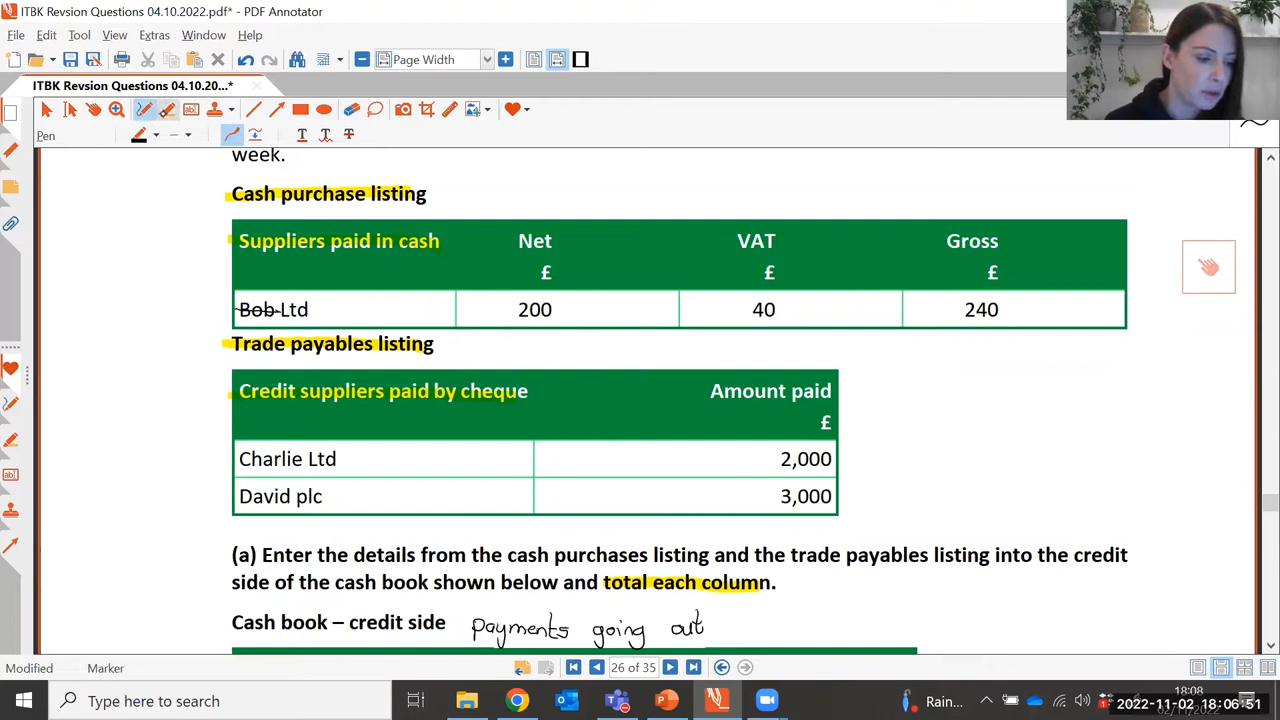 ITBK Revsion Questions 04.10.2022.pdf* - PDF Annotator
File Edit Tool View Extras Window Help
Page Width
ITBK Revsion Questions 04.10.20...*
Pen
week.
Cash purchase listing
Suppliers paid in cash Net VAT Gross
£ £ £
Bob Ltd 200 40 240
Trade payables listing
Credit suppliers paid by cheque Amount paid
£
Charlie Ltd 2,000
David plc 3,000
(a) Enter the details from the cash purchases listing and the trade payables listing into the credit
side of the cash book shown below and total each column.
Cash book – credit side payments going out
Modified Marker 26 of 35
Type here to search Rain... 18:08
2022-11-02 18:06:51